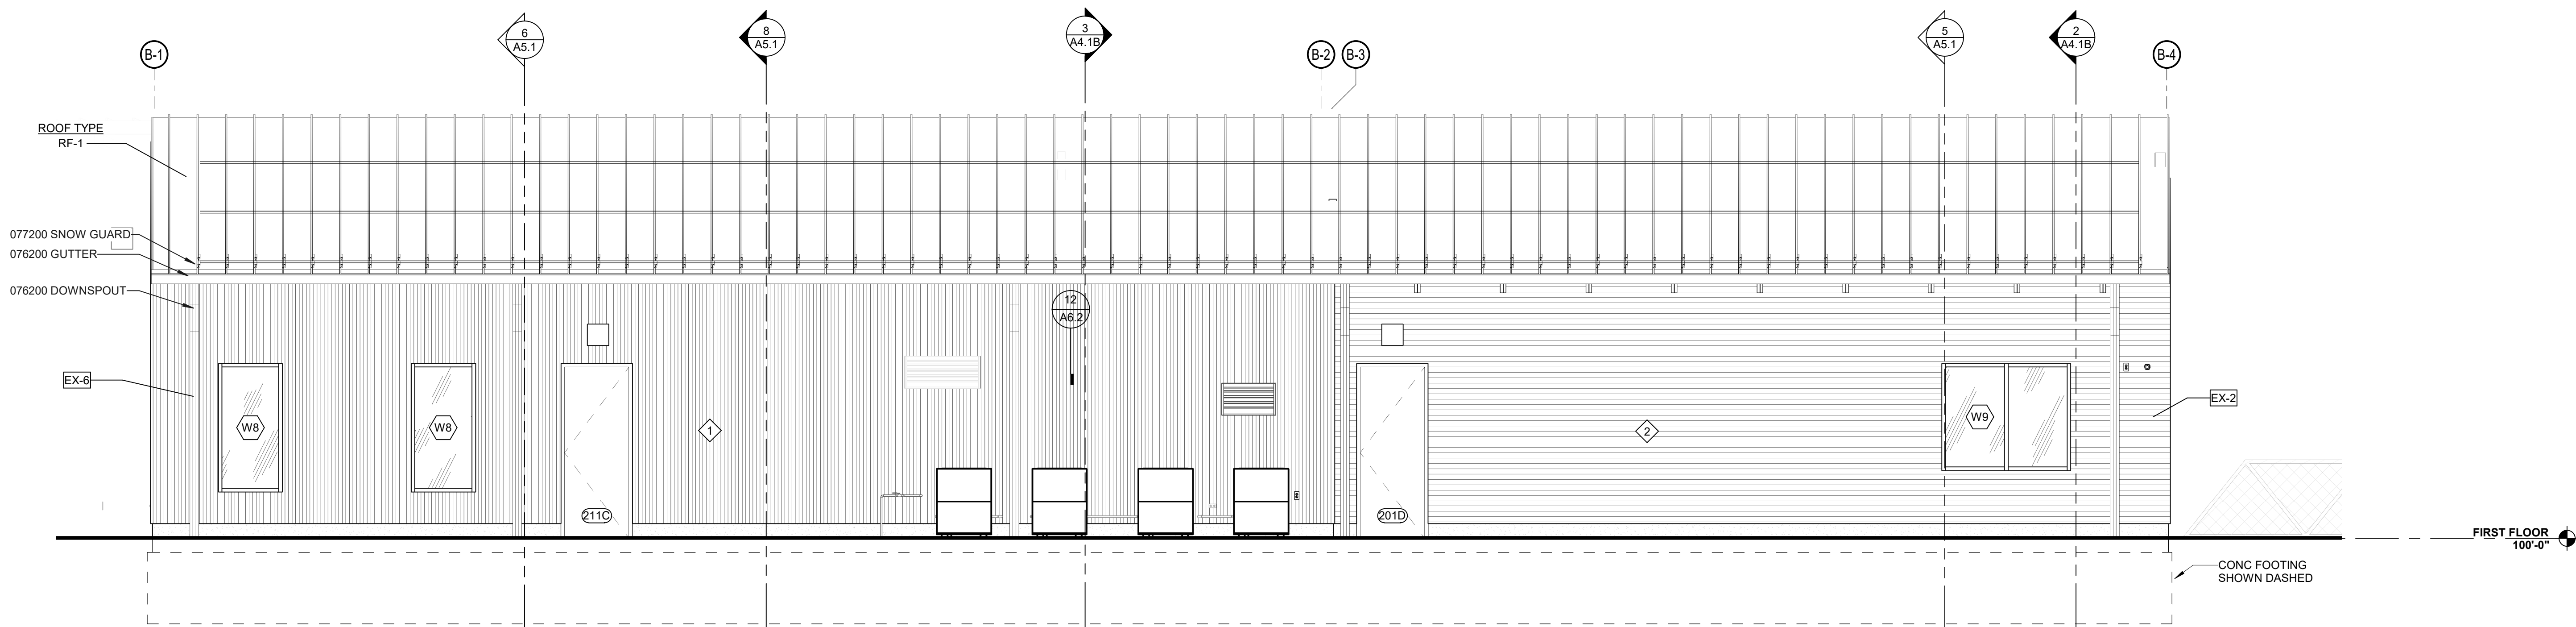 6
A5.1
8
A5.1
3
A4.1B
5
A5.1
2
A4.1B
B-1
B-2
B-3
B-4
ROOF TYPE
RF-1
077200 SNOW GUARD
076200 GUTTER
076200 DOWNSPOUT
12
A6.2
EX-6
EX-2
W8
W8
1
W9
2
211C
201D
FIRST FLOOR
100'-0"
CONC FOOTING
SHOWN DASHED